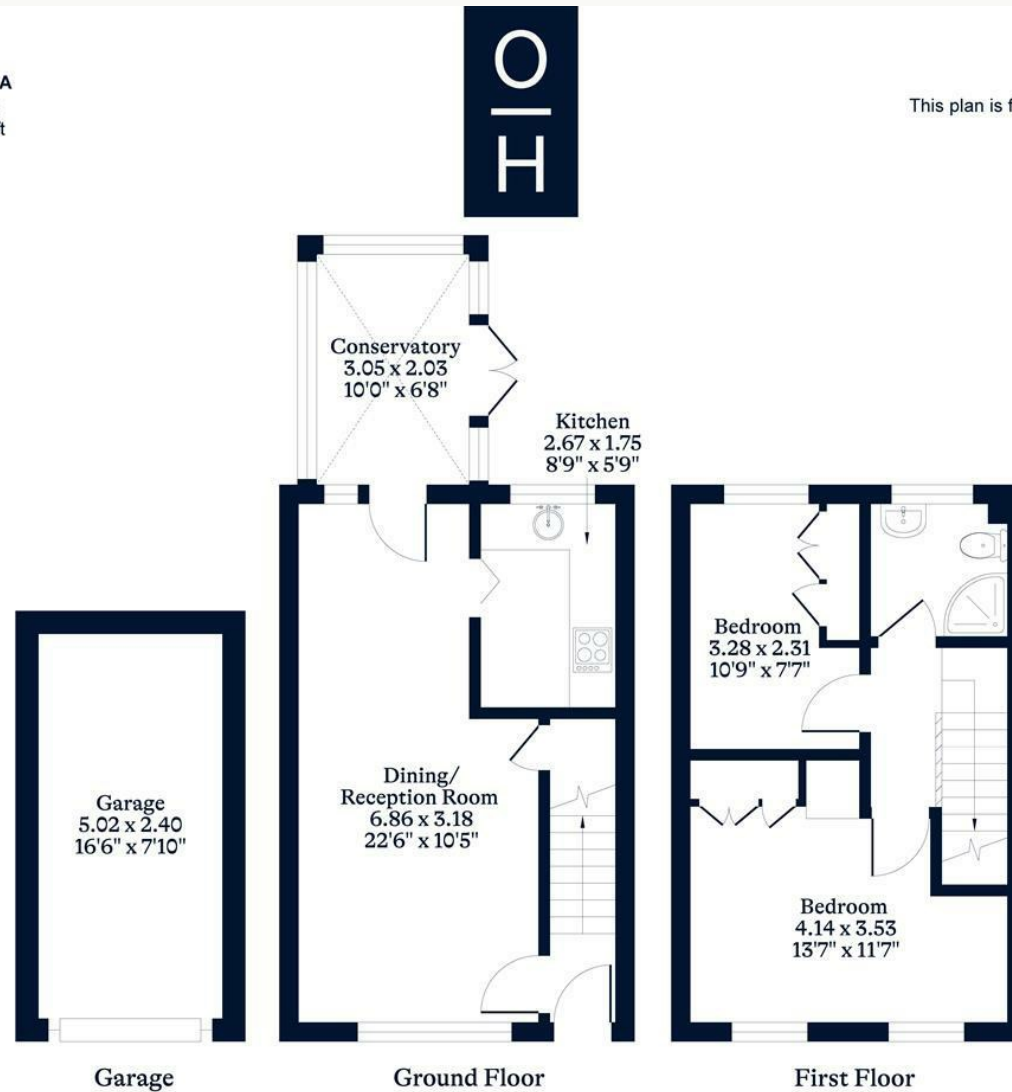 A
t
O
H
This plan is f
Conservatory
3.05 x 2.03
10'0" x 6'8"
Kitchen
2.67 x 1.75
8'9" x 5'9"
Bedroom
3.28 x 2.31
10'9" x 7'7"
Garage
5.02 x 2.40
16'6" x 7'10"
Dining/
Reception Room
6.86 x 3.18
22'6" x 10'5"
Bedroom
4.14 x 3.53
13'7" x 11'7"
Garage
Ground Floor
First Floor